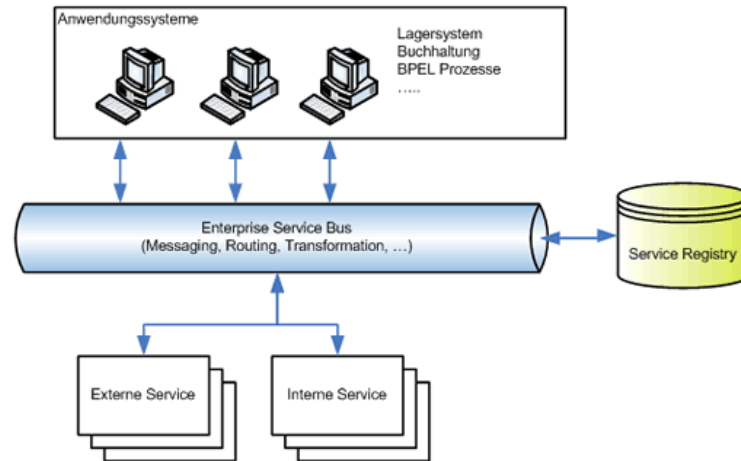 Anwendungssysteme
Lagersystem
Buchhaltung
BPEL Prozesse
.....
Enterprise Service Bus
(Messaging, Routing, Transformation, ...)
Service Registry
Externe Service
Interne Service